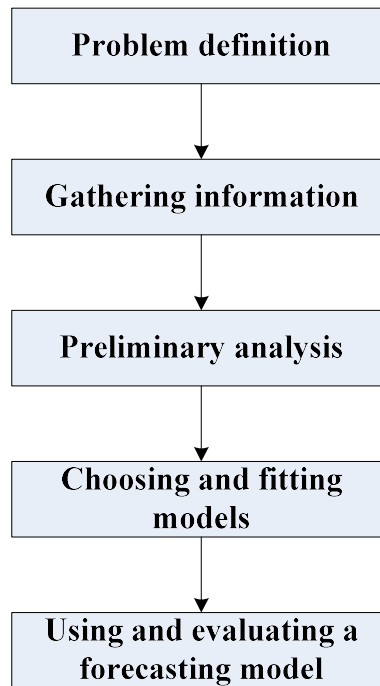 Problem definition
Gathering information
Preliminary analysis
Choosing and fitting
models
Using and evaluating a
forecasting model